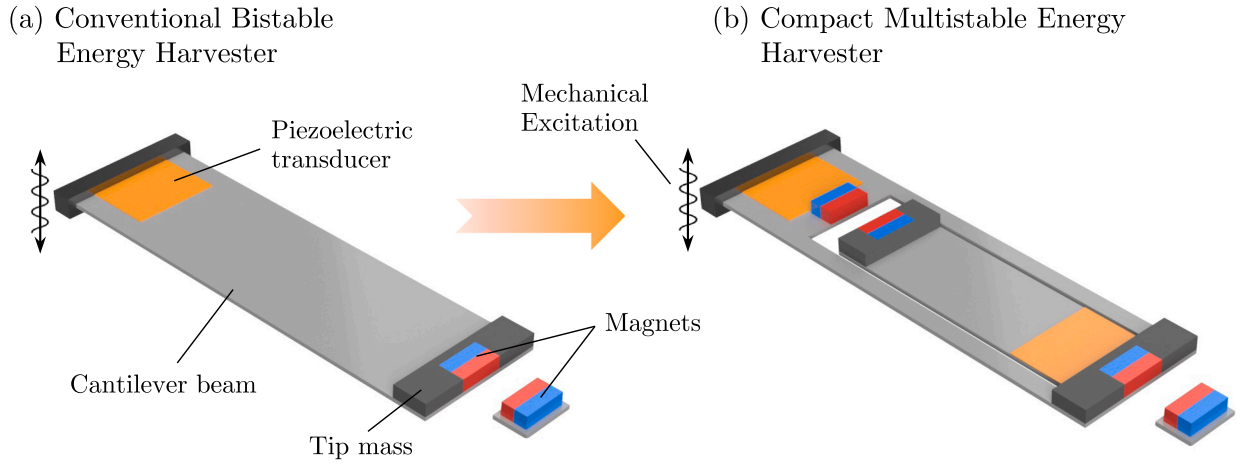 (a) Conventional Bistable
Energy Harvester
(b) Compact Multistable Energy
Harvester
Mechanical
Excitation
Piezoelectric
transducer
Magnets
Cantilever beam
Tip mass